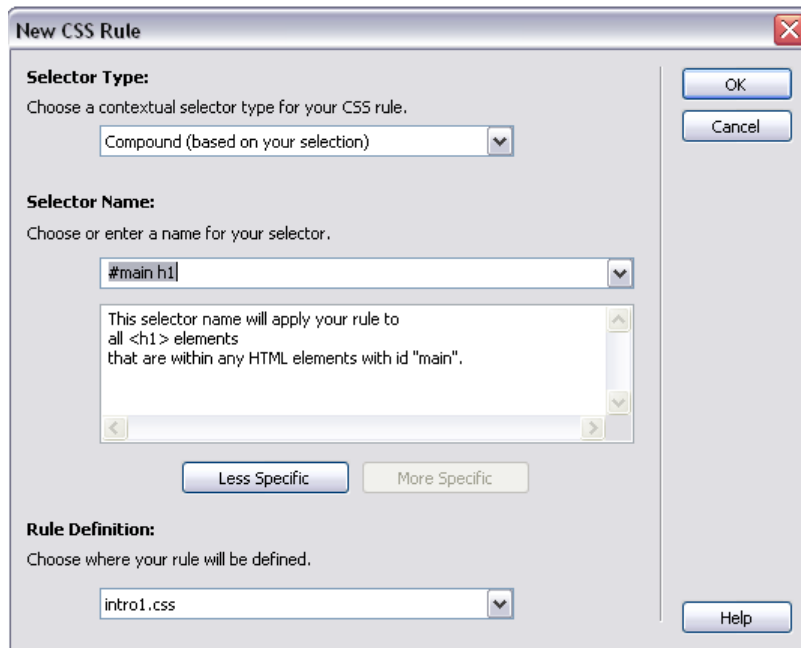 New CSS Rule
Selector Type:
Choose a contextual selector type for your CSS rule.
Compound (based on your selection)
Selector Name:
Choose or enter a name for your selector.
#main h1
This selector name will apply your rule to
all <h1> elements
that are within any HTML elements with id "main".
Less Specific
More Specific
Rule Definition:
Choose where your rule will be defined.
intro1.css
OK
Cancel
Help